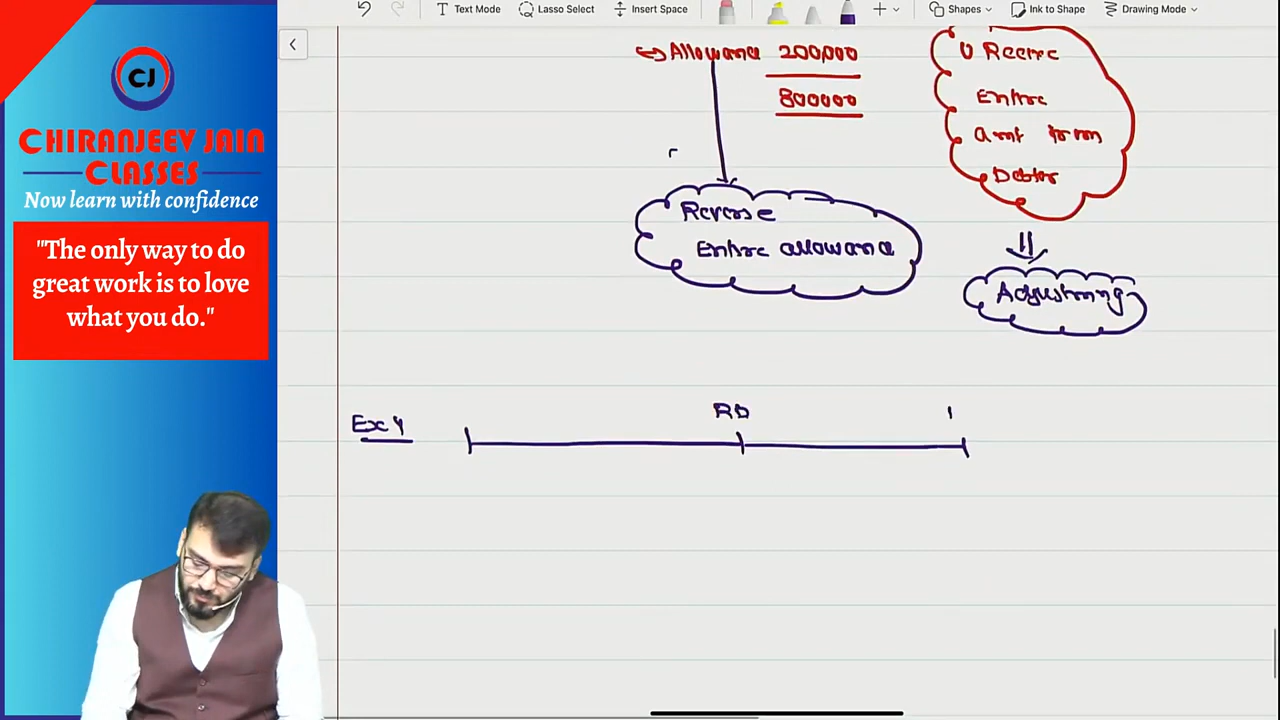 Text Mode
Lasso Select
Insert Space
Shapes
Ink to Shape
Drawing Mode
CJ
CHIRANJEEV JAIN
CLASSES
Now learn with confidence
"The only way to do
great work is to love
what you do."
Allowance 200,000
800000
Reverse
Entire allowance
Entire
Amt from
Debtor
Adjusting
Ex 4
RD